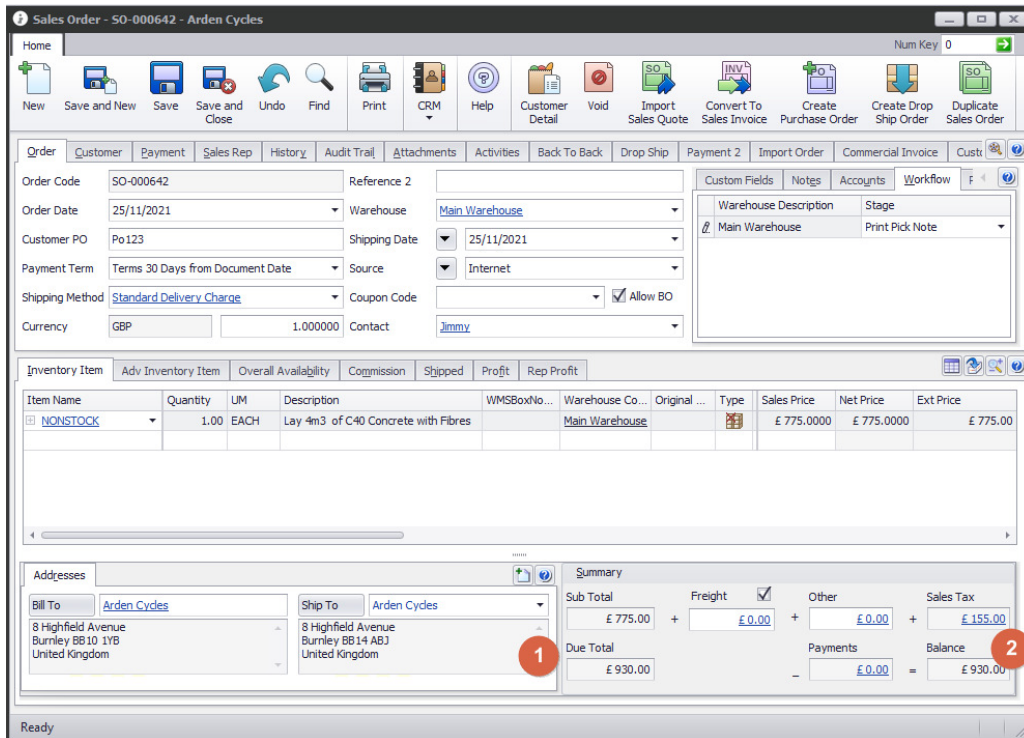 Sales Order - SO-000642 - Arden Cycles
Home
Num Key 0
New
Save and New
Save
Save and Close
Undo
Find
Print
CRM
Help
Customer Detail
Void
Import Sales Quote
Convert To Sales Invoice
Create Purchase Order
Create Drop Ship Order
Duplicate Sales Order
SO
INV
PO
SO
Order Customer Payment Sales Rep History Audit Trail Attachments Activities Back To Back Drop Ship Payment 2 Import Order Commercial Invoice
Order Code SO-000642 Reference 2
Order Date 25/11/2021 Warehouse Main Warehouse
Customer PO Po123 Shipping Date 25/11/2021
Payment Term Terms 30 Days from Document Date Source Internet
Shipping Method Standard Delivery Charge Coupon Code Allow BO
Currency GBP 1.000000 Contact Jimmy
Custom Fields Notes Accounts Workflow
Warehouse Description Stage
Main Warehouse Print Pick Note
Inventory Item Adv Inventory Item Overall Availability Commission Shipped Profit Rep Profit
Item Name Quantity UM Description WMSBoxNo... Warehouse Co... Original ... Type Sales Price Net Price Ext Price
NONSTOCK 1.00 EACH Lay 4m3 of C40 Concrete with Fibres Main Warehouse £ 775.0000 £ 775.0000 £ 775.00
Addresses
Bill To Arden Cycles
8 Highfield Avenue
Burnley BB10 1YB
United Kingdom
Ship To Arden Cycles
8 Highfield Avenue
Burnley BB14 ABJ
United Kingdom
1
Summary
Sub Total Freight Other Sales Tax
£ 775.00 + £ 0.00 + £ 0.00 + £ 155.00
Due Total Payments Balance
£ 930.00 _ £ 0.00 = £ 930.00
2
Ready